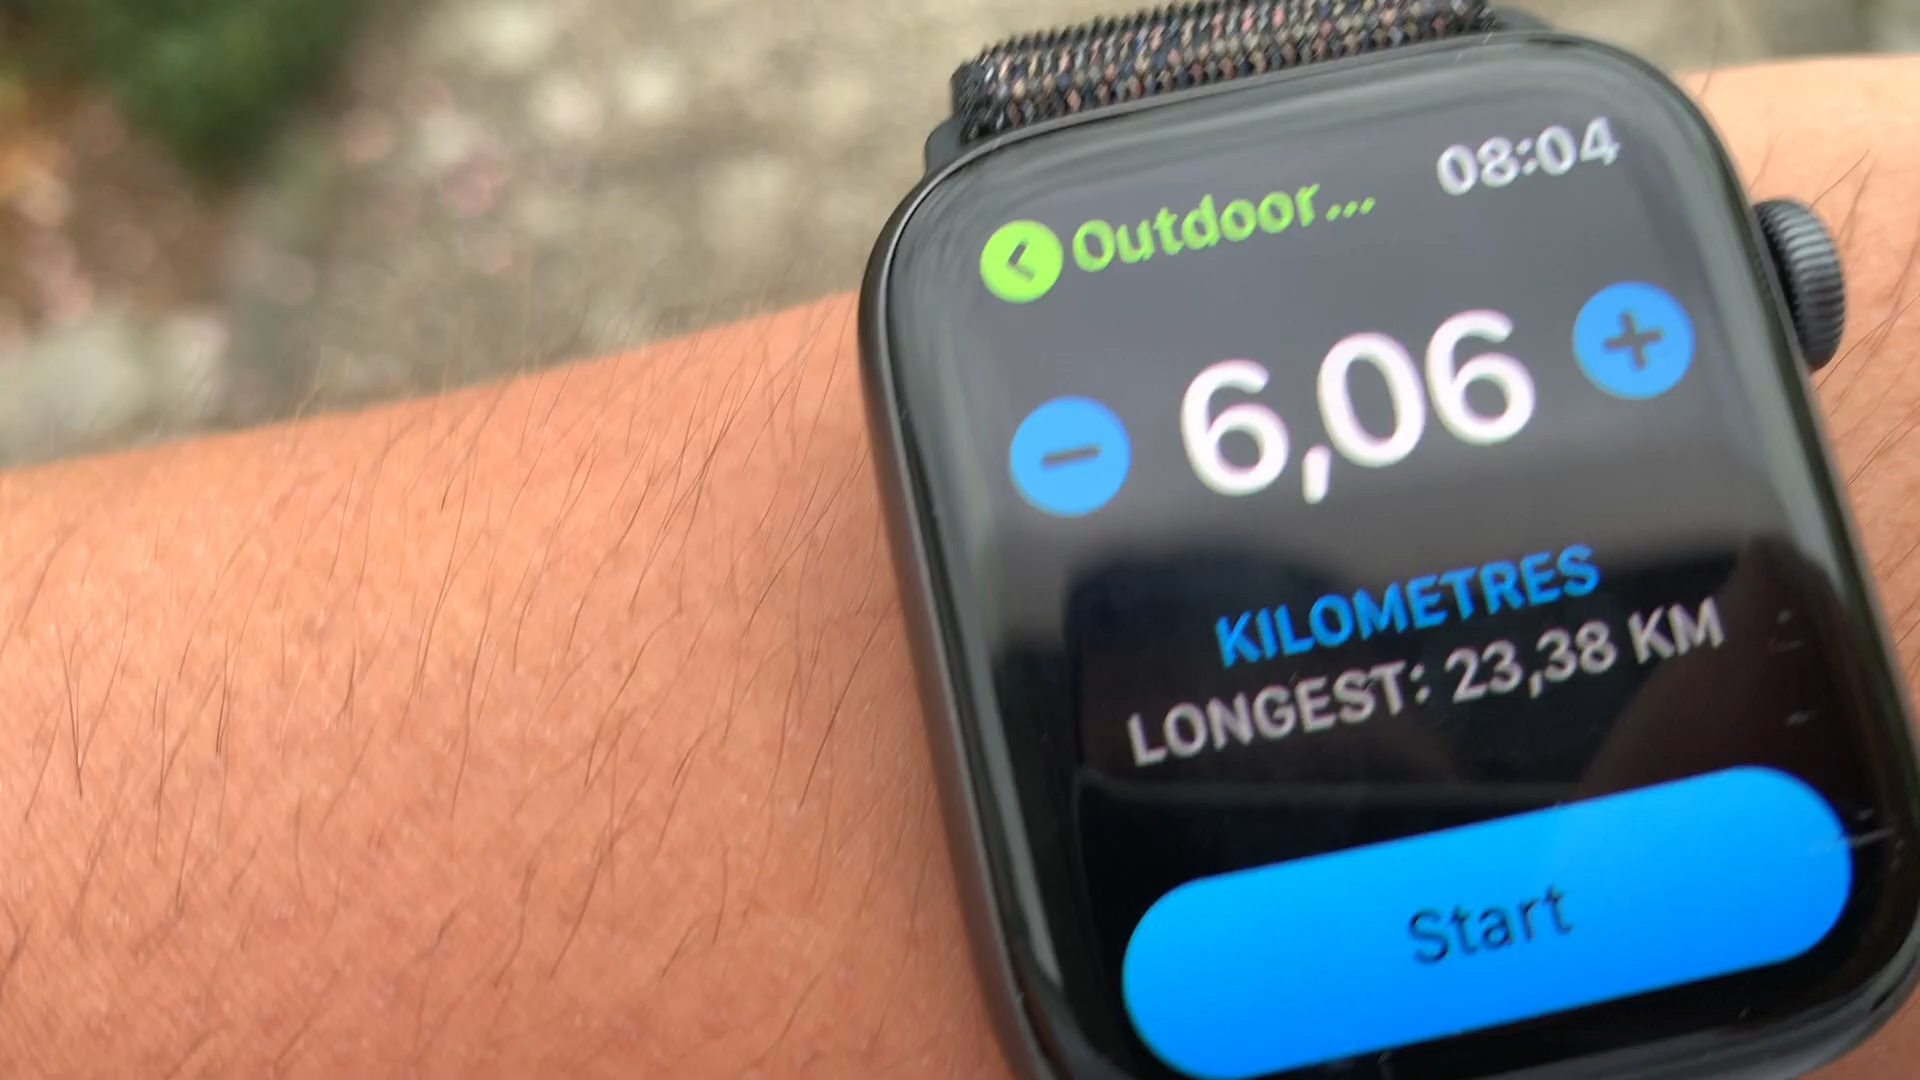 Outdoor... 08:04
6,06
KILOMETRES
LONGEST: 23,38 KM
Start